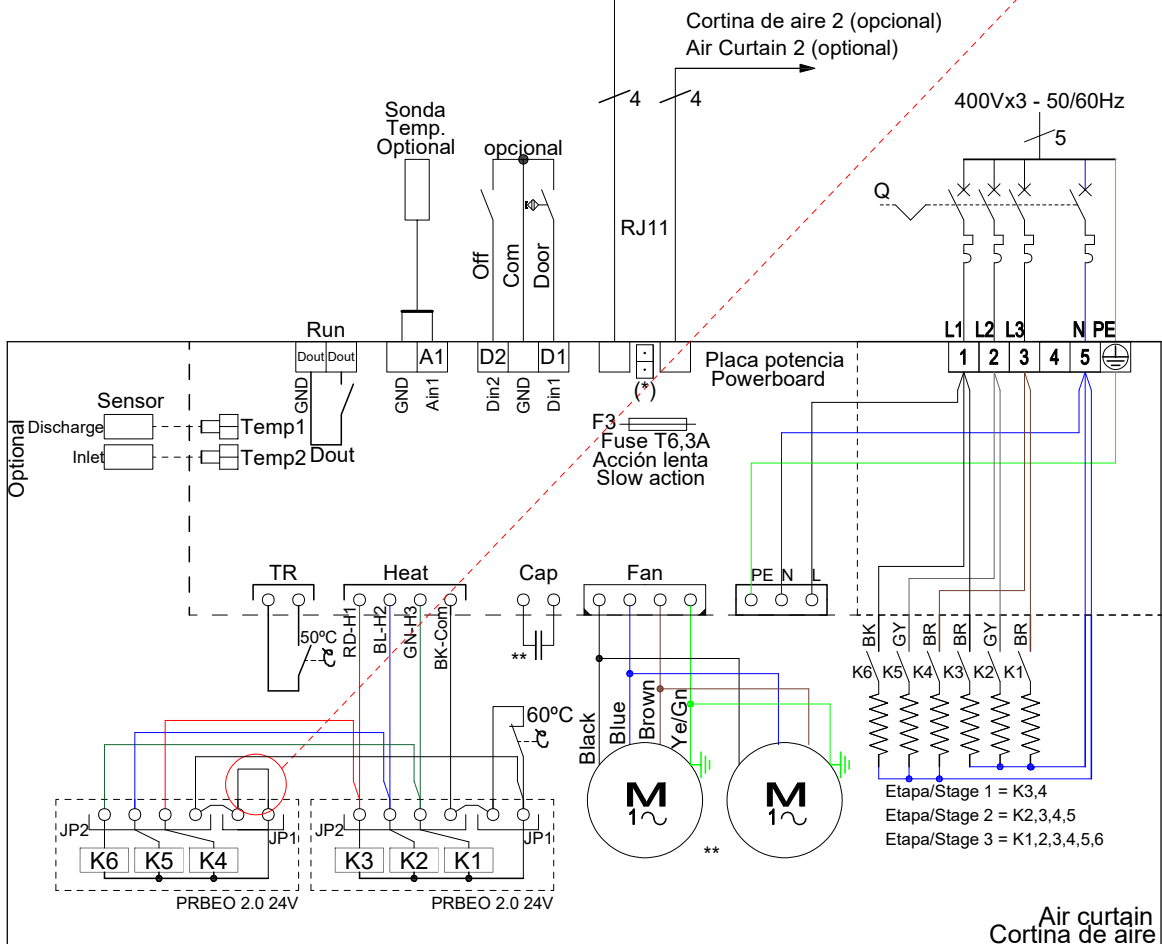 Cortina de aire 2 (opcional)
Air Curtain 2 (optional)
4
4
400Vx3 - 50/60Hz
5
Sonda
Temp.
Optional
opcional
Q
RJ11
Off
Com
Door
Run
L1 L2 L3 N PE
Dout Dout
A1
D2
D1
1 2 3 4 5
Placa potencia
Powerboard
GND
GND
Ain1
Din2
GND
Din1
(*)
Sensor
Discharge
Temp1
Inlet
Temp2
Dout
Optional
F3
Fuse T6,3A
Acción lenta
Slow action
TR
Heat
Cap
Fan
PE N L
50ºC
RD-H1
BL-H2
GN-H3
BK-Com
**
BK
GY
BR
BR
GY
BR
K6 K5 K4 K3 K2 K1
60ºC
Black
Blue
Brown
Ye/Gn
M
1~
M
1~
**
Etapa/Stage 1 = K3,4
Etapa/Stage 2 = K2,3,4,5
Etapa/Stage 3 = K1,2,3,4,5,6
JP2
JP1
JP2
JP1
K6
K5
K4
K3
K2
K1
PRBEO 2.0 24V
PRBEO 2.0 24V
Air curtain
Cortina de aire